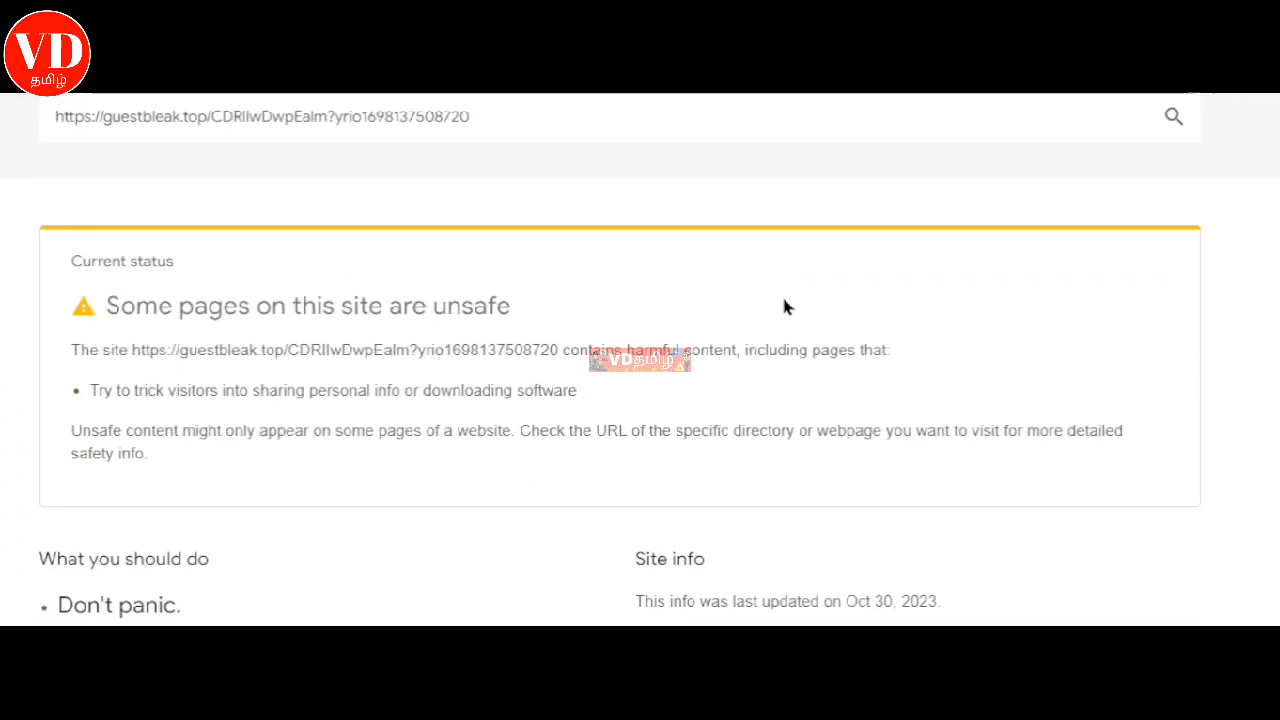 VD
தமிழ்
https://guestbleak.top/CDRIlwDwpEalm?yrio1698137508720
Current status
Some pages on this site are unsafe
The site https://guestbleak.top/CDRIlwDwpEalm?yrio1698137508720 contains harmful content, including pages that:
VDதமிழ்
• Try to trick visitors into sharing personal info or downloading software
Unsafe content might only appear on some pages of a website. Check the URL of the specific directory or webpage you want to visit for more detailed
safety info.
What you should do
Site info
• Don't panic.
This info was last updated on Oct 30, 2023.